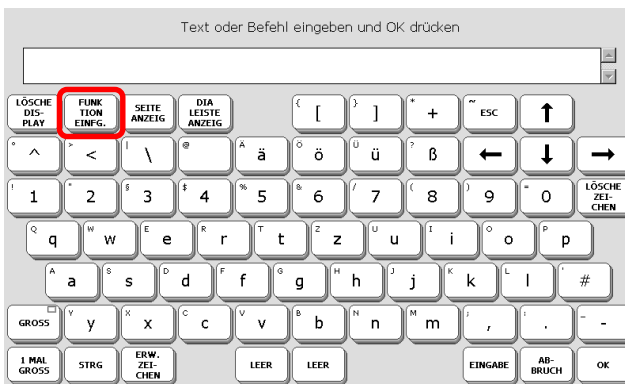 Text oder Befehl eingeben und OK drücken
LÖSCHE DIS- PLAY FUNK TION EINFG. SEITE ANZEIG DIA LEISTE ANZEIG { [ } ] * + ~ ESC ↑
° ^ > < | \ @ Ä ä Ö ö Ü ü ? ß ← ↓ →
! 1 " 2 § 3 $ 4 % 5 & 6 / 7 ( 8 ) 9 = 0 LÖSCHE ZEI- CHEN
Q q W w E e R r T t Z z U u I i O o P p
A a S s D d F f G g H h J j K k L l ' #
GROSS Y y X x C c V v B b N n M m ; , : . _ -
1 MAL GROSS STRG ERW. ZEI- CHEN LEER LEER EINGABE AB- BRUCH OK